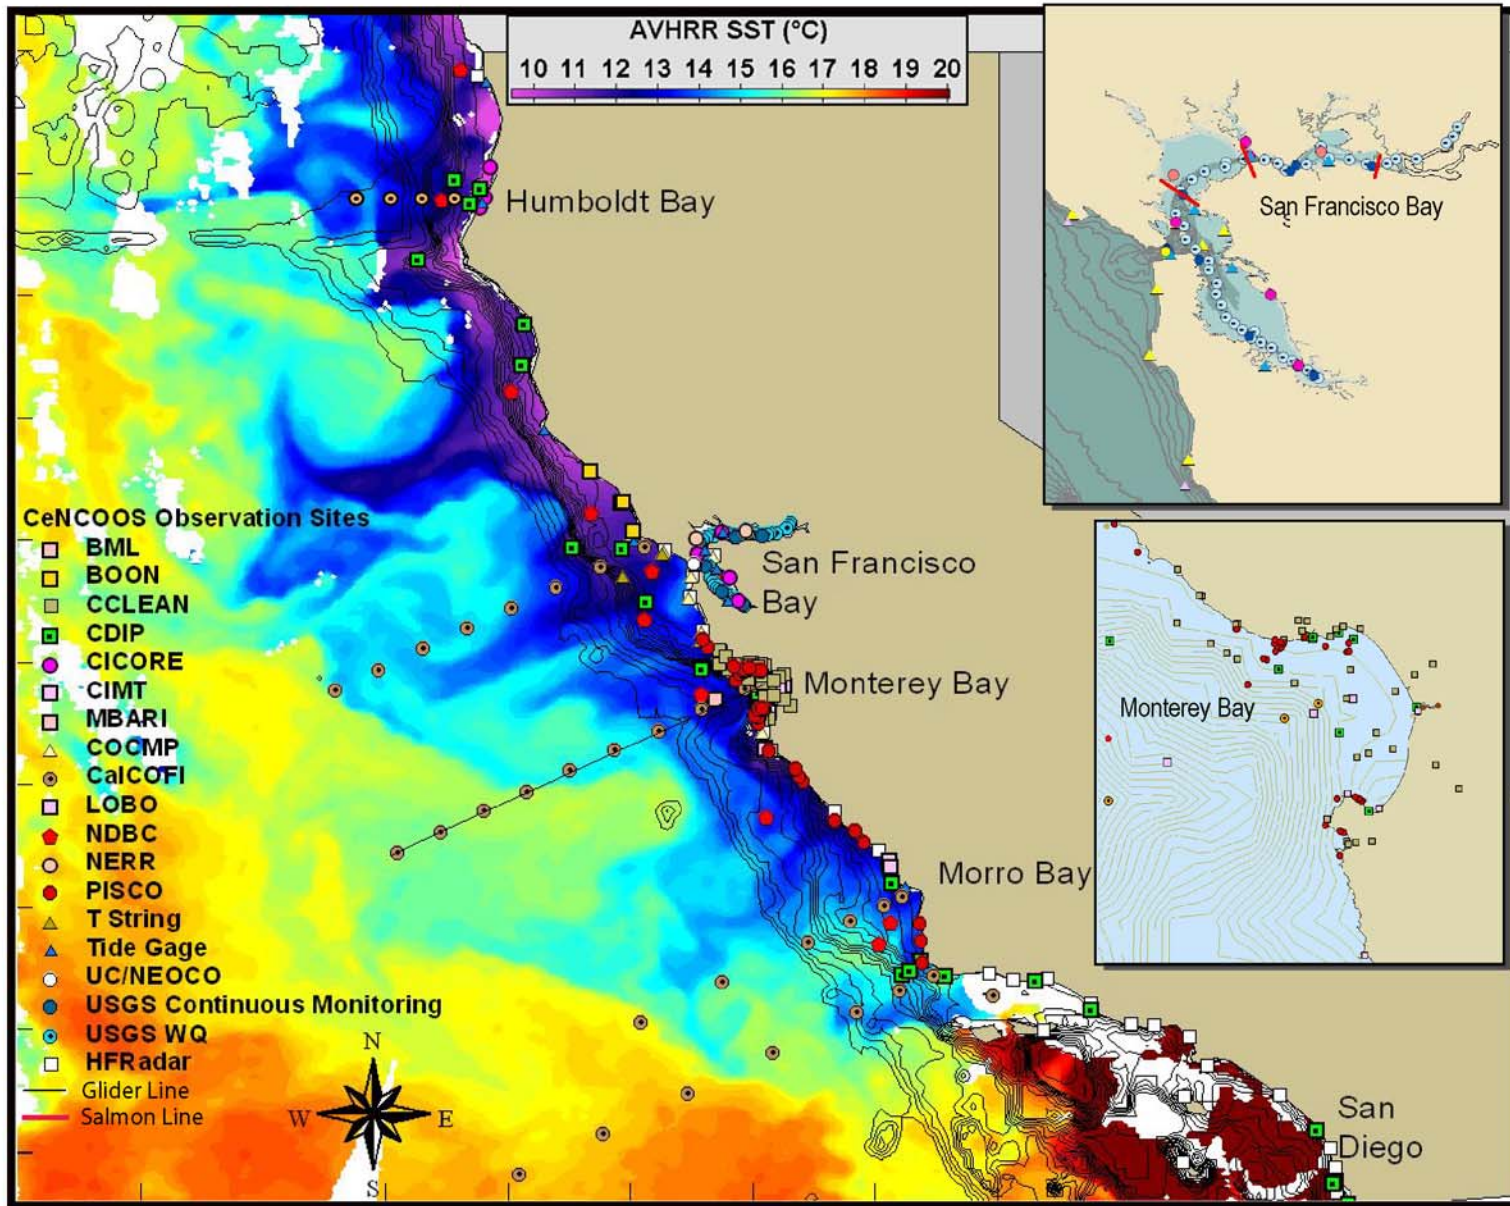 AVHRR SST (°C)
10 11 12 13 14 15 16 17 18 19 20
Humboldt Bay
San Francisco Bay
CeNCOOS Observation Sites
BML
BOON
CCLEAN
CDIP
CICORE
CIMT
MBARI
COCMP
CalCOFI
LOBO
NDBC
NERR
PISCO
T String
Tide Gage
UC/NEOCO
USGS Continuous Monitoring
USGS WQ
HFRadar
Glider Line
Salmon Line
N
W
E
S
San Francisco
Bay
Monterey Bay
Morro Bay
San
Diego
Monterey Bay